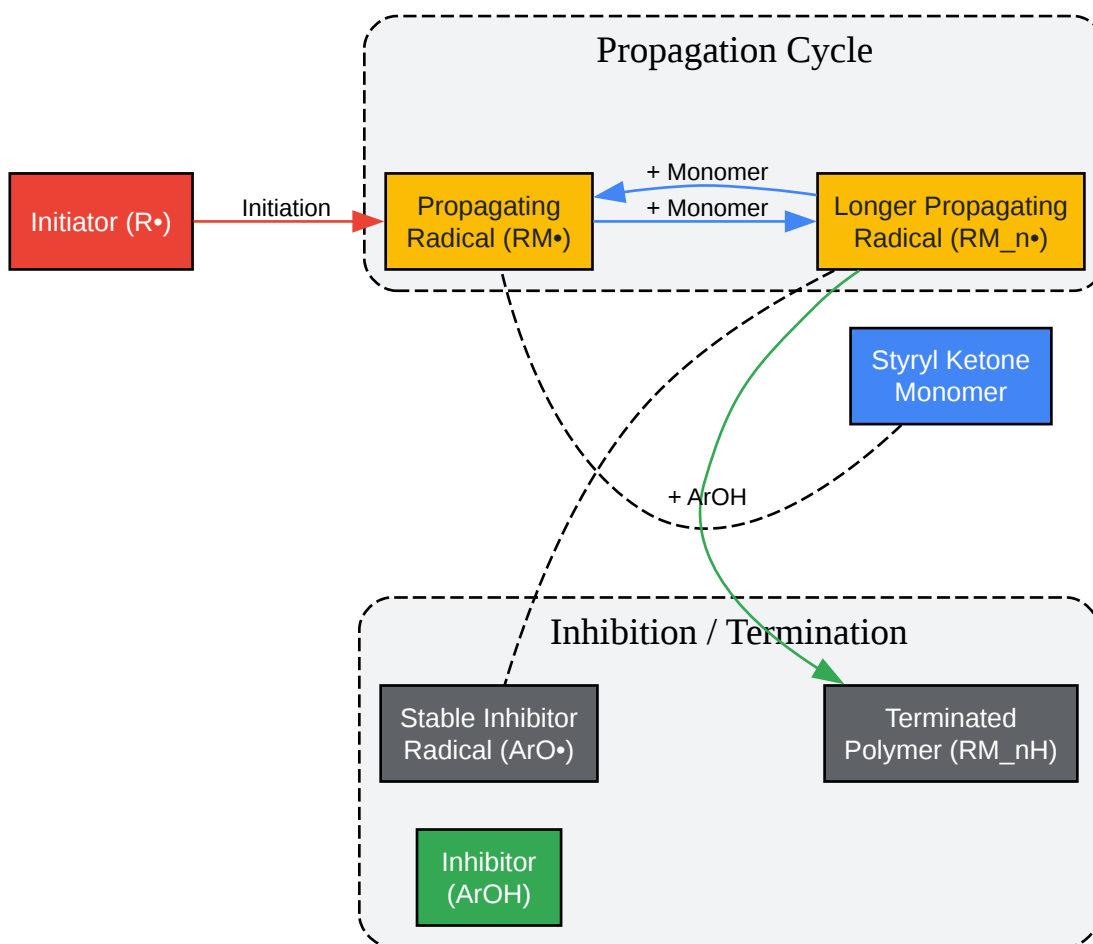 Propagation Cycle
Initiator (R•)
Initiation
Propagating
Radical (RM•)
+ Monomer
+ Monomer
Longer Propagating
Radical (RM_n•)
Styryl Ketone
Monomer
+ ArOH
Inhibition / Termination
Stable Inhibitor
Radical (ArO•)
Terminated
Polymer (RM_nH)
Inhibitor
(ArOH)